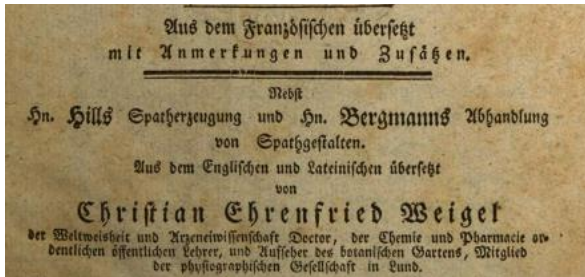 Aus dem Französischen übersetzt
mit Anmerkungen und Zusätzen.
Nebst
Hn. Hills Spatherzeugung und Hn. Bergmanns Abhandlung
von Spathgestalten.
Aus dem Englischen und Lateinischen übersetzt
von
Christian Ehrenfried Weigel
der Weltweisheit und Arzeneiwissenschaft Doctor, der Chemie und Pharmacie or-
dentlichen öffentlichen Lehrer, und Aufseher des botanischen Gartens, Mitglied
der physiographischen Gesellschaft in Lund.